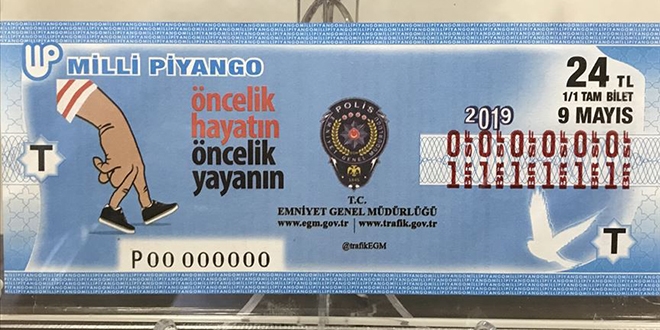 MİLLİ PİYANGO
öncelik
hayatın
öncelik
yayanın
POLİS
T.C.
EMNİYET GENEL MÜDÜRLÜĞÜ
www.egm.gov.tr | www.trafik.gov.tr
@trafikEGM
24 TL
1/1 TAM BİLET
2019 9 MAYIS
T
T
P00 000000